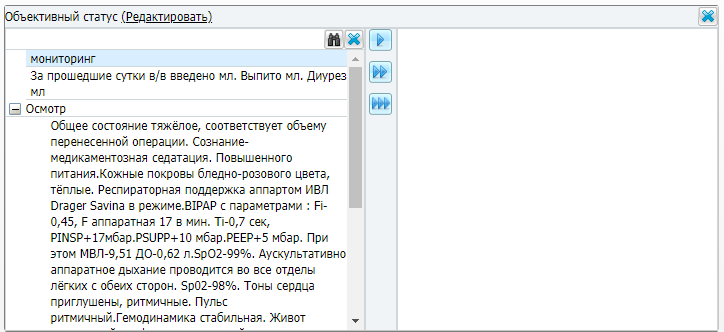 Объективный статус (Редактировать)
мониторинг
За прошедшие сутки в/в введено мл. Выпито мл. Диурез
мл
Осмотр
Общее состояние тяжёлое, соответствует объему
перенесенной операции. Сознание-
медикаментозная седатация. Повышенного
питания.Кожные покровы бледно-розового цвета,
тёплые. Респираторная поддержка аппартом ИВЛ
Drager Savina в режиме.BIPAP с параметрами : Fi-
0,45, F аппаратная 17 в мин. Ti-0,7 сек,
PINSP+17мбар.PSUPP+10 мбар.PEEP+5 мбар. При
этом МВЛ-9,51 ДО-0,62 л.SpO2-99%. Аускультативно
аппаратное дыхание проводится во все отделы
лёгких с обеих сторон. Sp02-98%. Тоны сердца
приглушены, ритмичные. Пульс
ритмичный.Гемодинамика стабильная. Живот